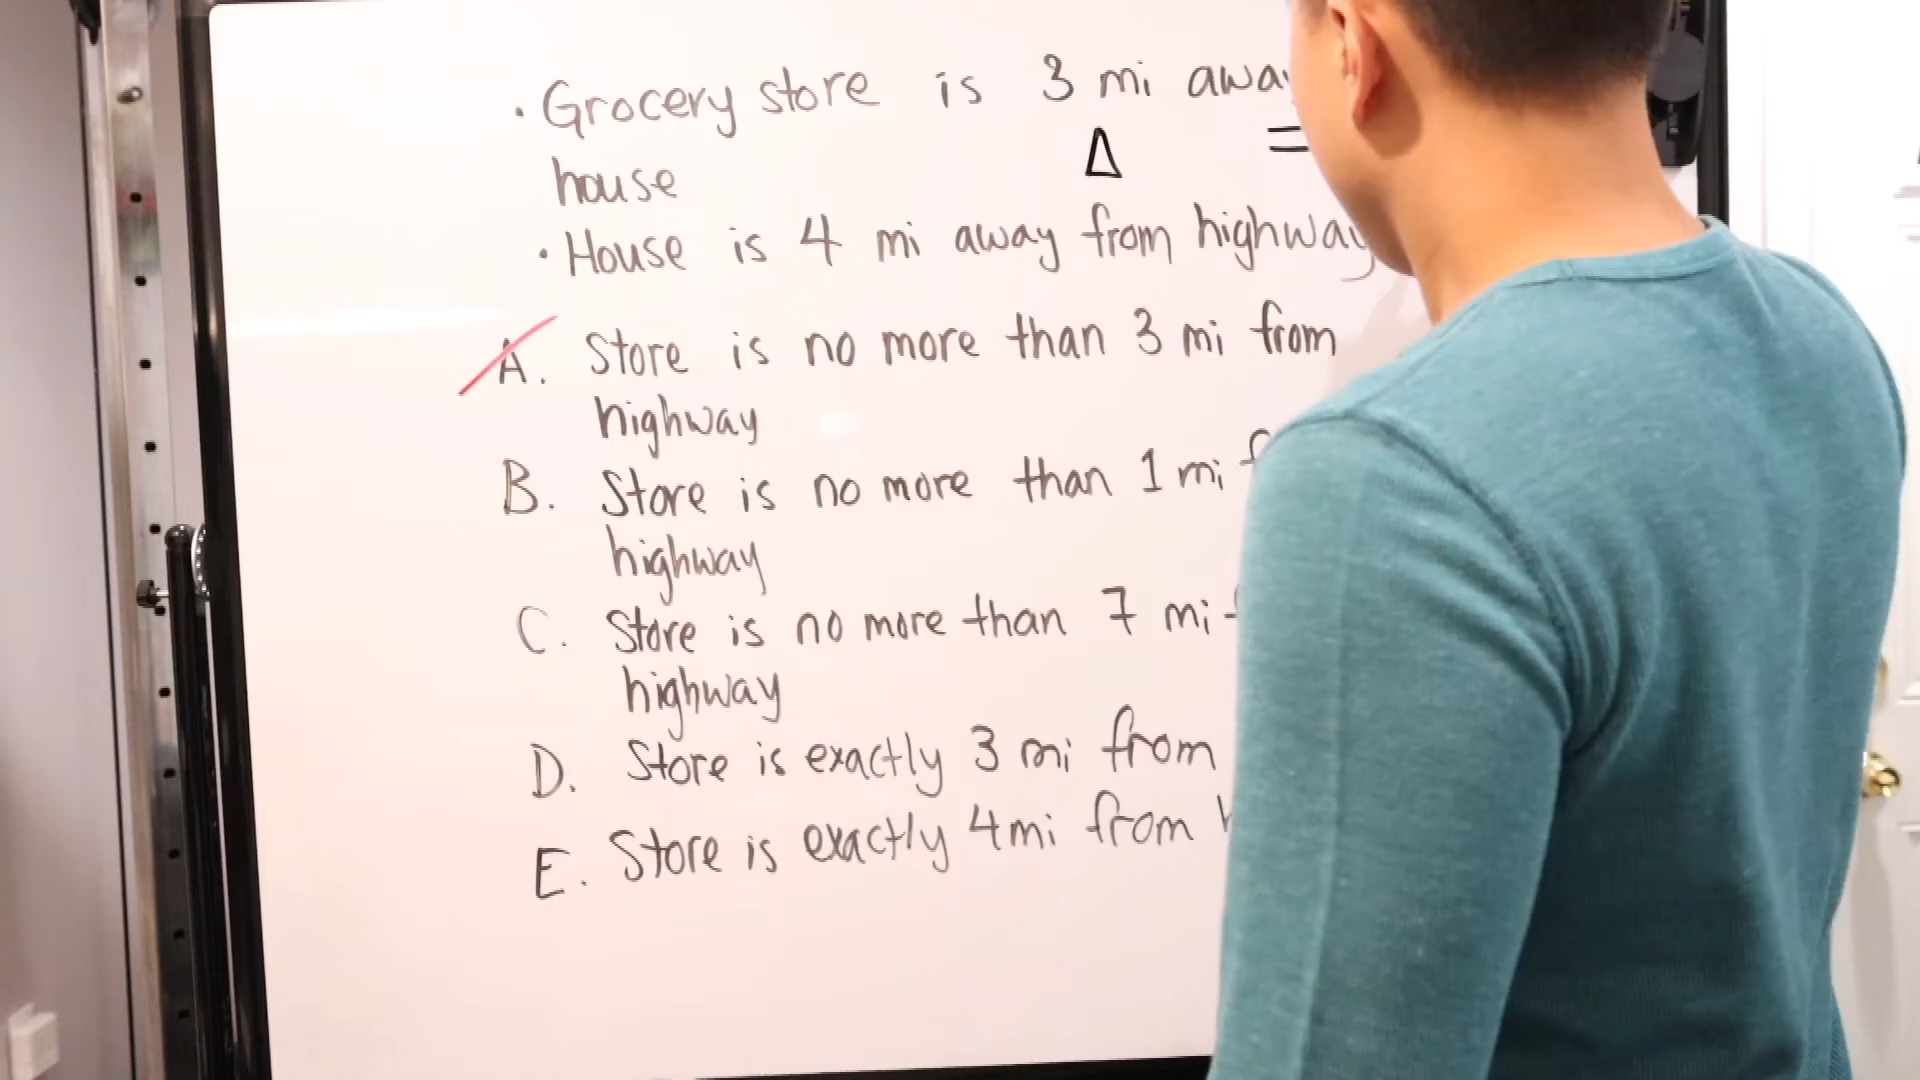 · Grocery store is 3 mi away
Δ =
house
· House is 4 mi away from highway
A. Store is no more than 3 mi from
highway
B. Store is no more than 1 mi
highway
C. Store is no more than 7 mi
highway
D. Store is exactly 3 mi from
E. Store is exactly 4 mi from